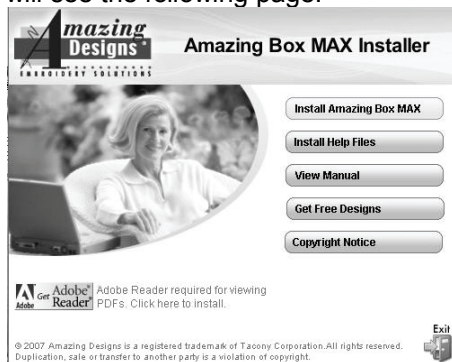 will see the following page:
Amazing
Designs
EMBROIDERY SOLUTIONS
Amazing Box MAX Installer
Install Amazing Box MAX
Install Help Files
View Manual
Get Free Designs
Copyright Notice
Adobe
Get Adobe® Reader®
Adobe Reader required for viewing
PDFs. Click here to install.
Exit
© 2007 Amazing Designs is a registered trademark of Tacony Corporation.All rights reserved.
Duplication, sale or transfer to another party is a violation of copyright.